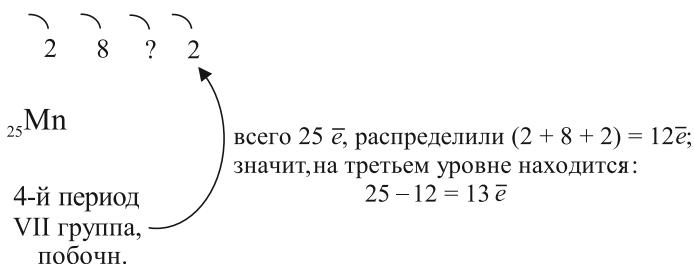 2 8 ? 2
₂₅Mn
всего 25 e̅, распределили (2 + 8 + 2) = 12e̅;
значит, на третьем уровне находится:
25 – 12 = 13 e̅
4-й период
VII группа,
побочн.